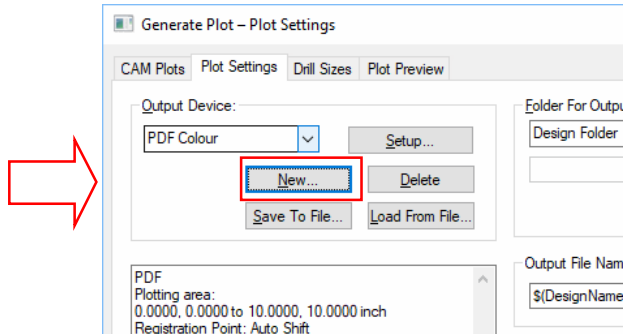 Generate Plot – Plot Settings
CAM Plots Plot Settings Drill Sizes Plot Preview
Output Device:
PDF Colour
Setup...
New...
Delete
Save To File...
Load From File...
PDF
Plotting area:
0.0000, 0.0000 to 10.0000, 10.0000 inch
Registration Point: Auto Shift
Folder For Outpu
Design Folder
Output File Nam
$(DesignName